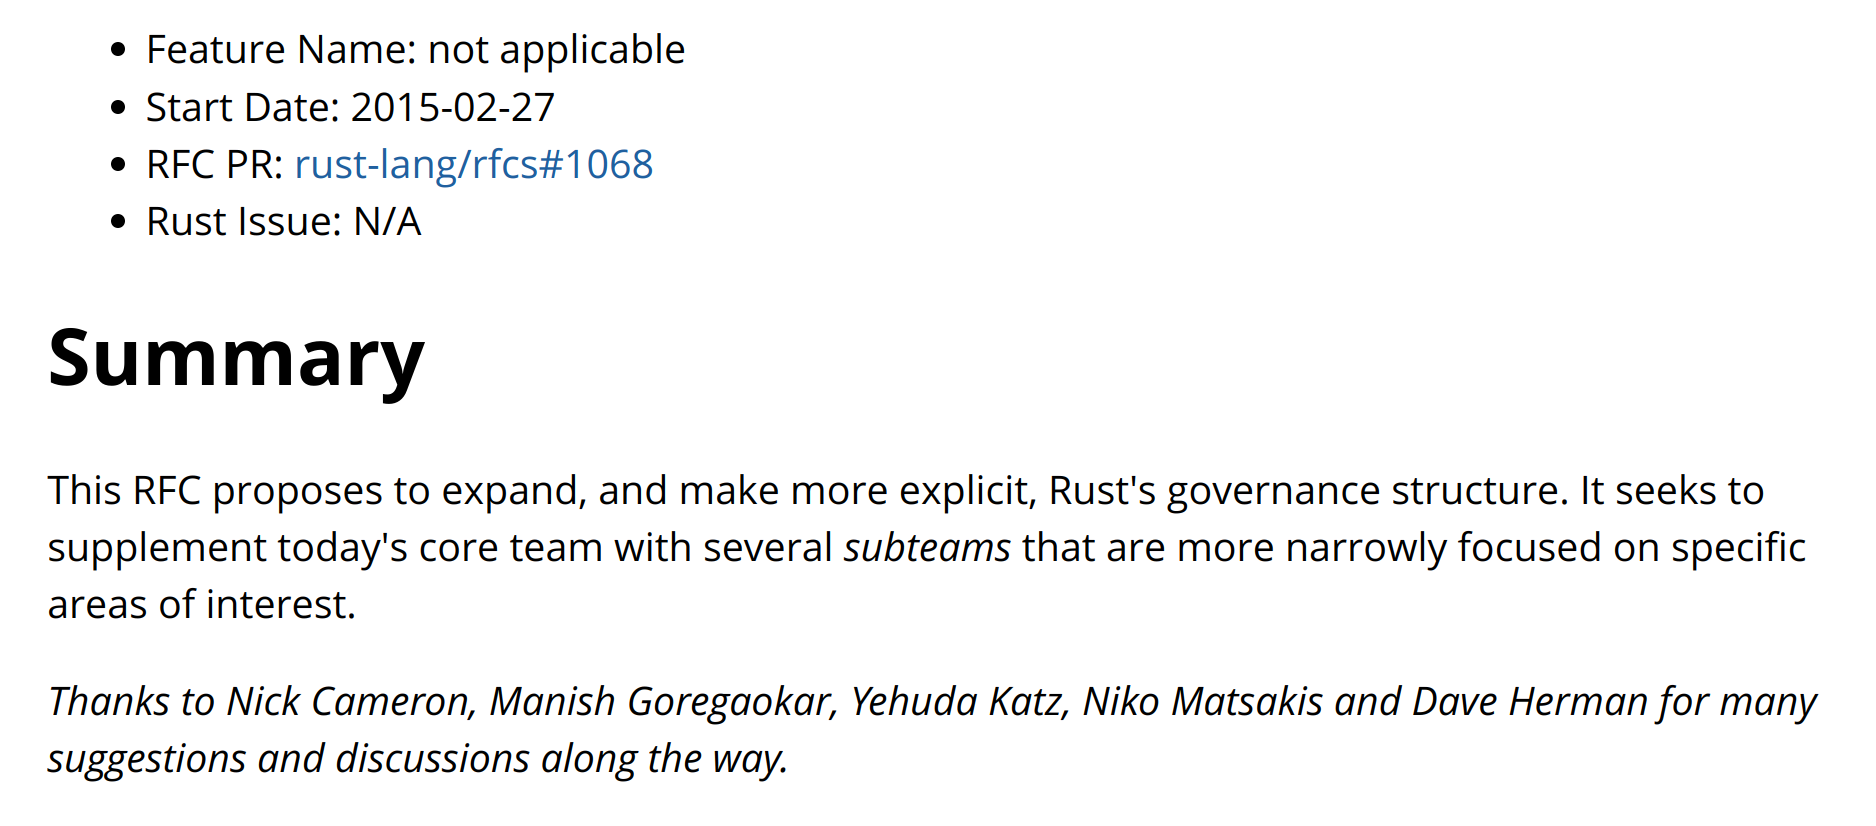 Feature Name: not applicable
Start Date: 2015-02-27
RFC PR: rust-lang/rfcs#1068
Rust Issue: N/A
Summary
This RFC proposes to expand, and make more explicit, Rust's governance structure. It seeks to
supplement today's core team with several subteams that are more narrowly focused on specific
areas of interest.
Thanks to Nick Cameron, Manish Goregaokar, Yehuda Katz, Niko Matsakis and Dave Herman for many
suggestions and discussions along the way.